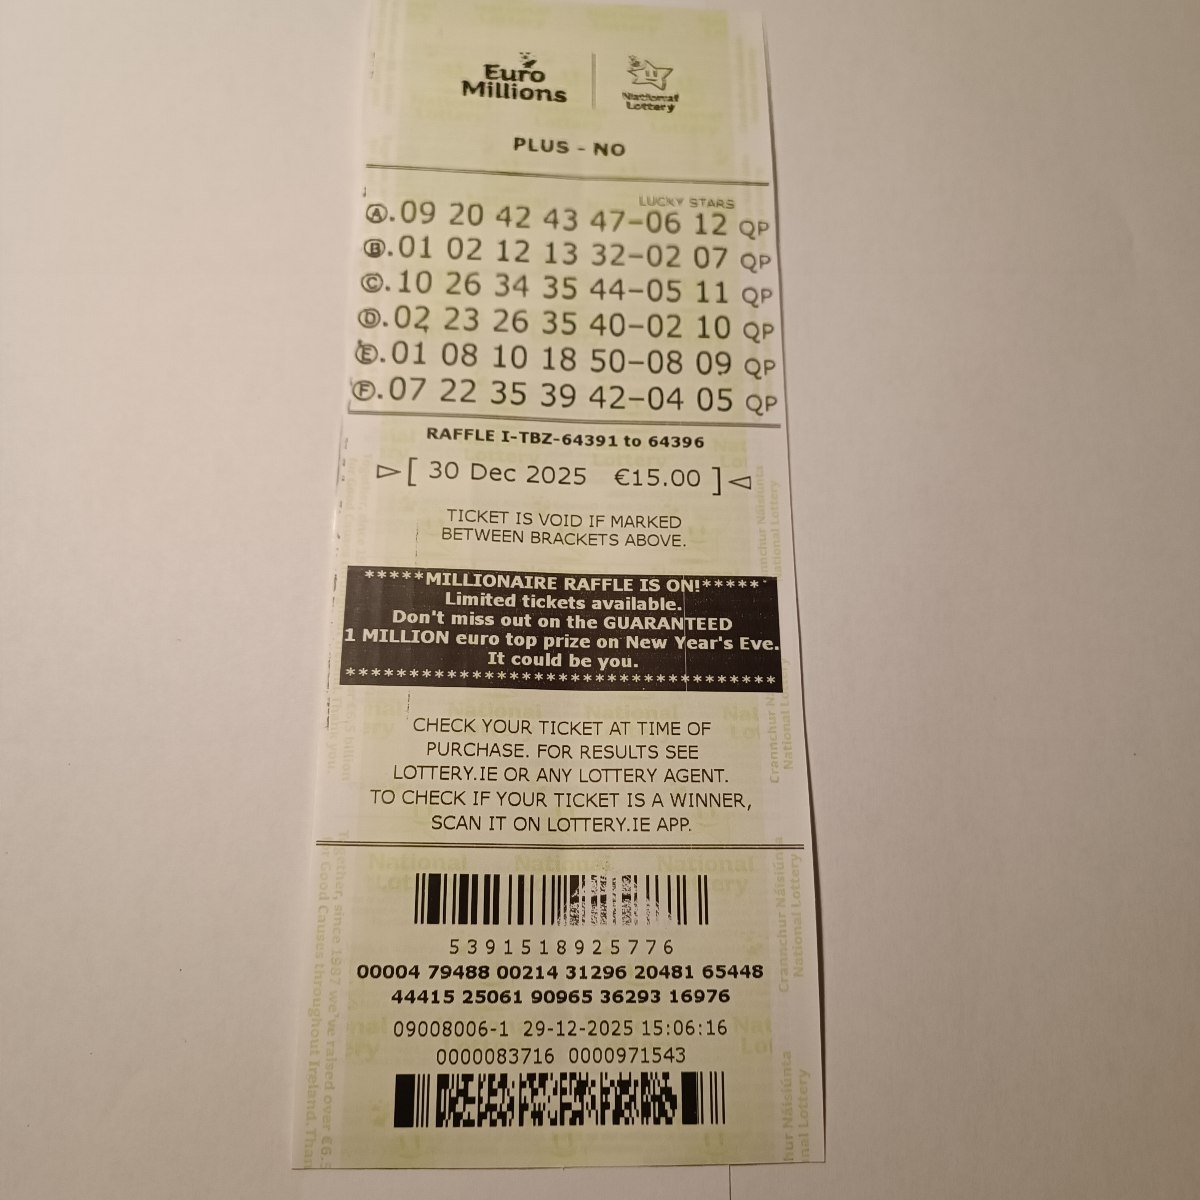 Euro
Millions
National
Lottery
PLUS - NO
LUCKY STARS
A. 09 20 42 43 47-06 12 QP
B. 01 02 12 13 32-02 07 QP
C. 10 26 34 35 44-05 11 QP
D. 02 23 26 35 40-02 10 QP
E. 01 08 10 18 50-08 09 QP
F. 07 22 35 39 42-04 05 QP
RAFFLE I-TBZ-64391 to 64396
[ 30 Dec 2025 €15.00 ]
TICKET IS VOID IF MARKED
BETWEEN BRACKETS ABOVE.
*****MILLIONAIRE RAFFLE IS ON!*****
Limited tickets available.
Don't miss out on the GUARANTEED
1 MILLION euro top prize on New Year's Eve.
It could be you.
**********************************
CHECK YOUR TICKET AT TIME OF
PURCHASE. FOR RESULTS SEE
LOTTERY.IE OR ANY LOTTERY AGENT.
TO CHECK IF YOUR TICKET IS A WINNER,
SCAN IT ON LOTTERY.IE APP.
5391518925776
00004 79488 00214 31296 20481 65448
44415 25061 90965 36293 16976
09008006-1 29-12-2025 15:06:16
0000083716 0000971543
Crannchur Náisiúnta
National Lottery